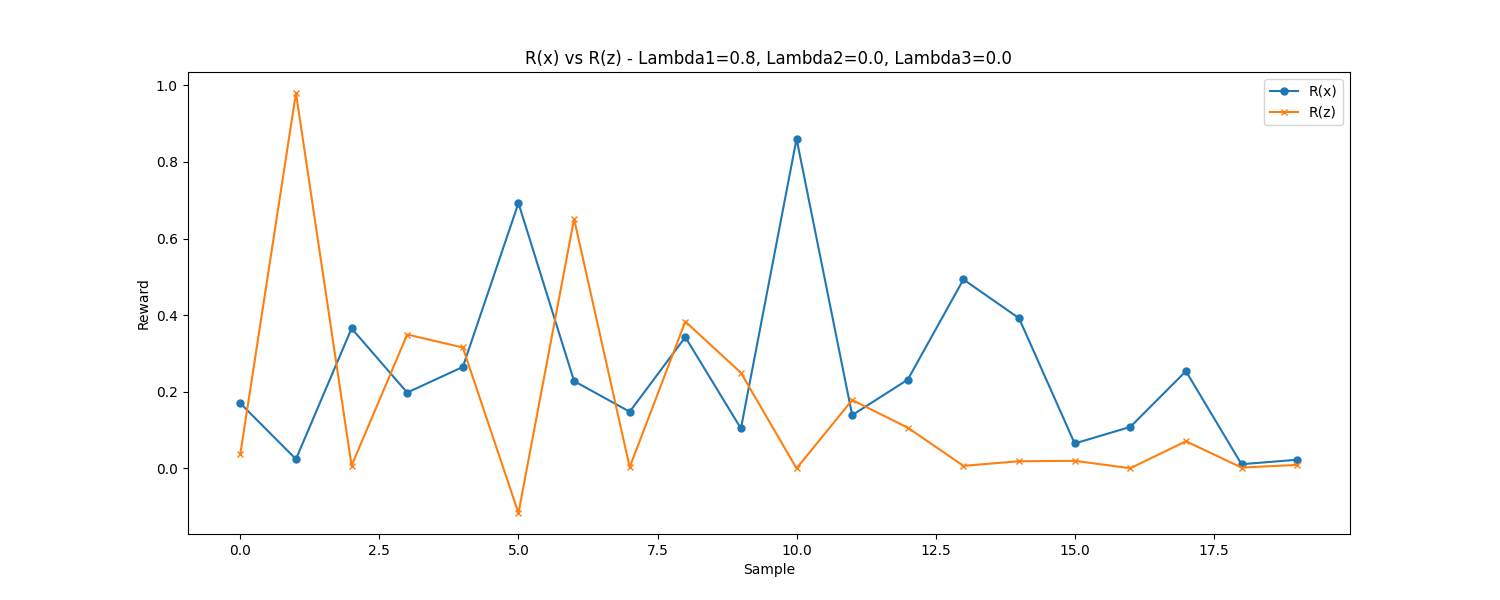 R(x) vs R(z) - Lambda1=0.8, Lambda2=0.0, Lambda3=0.0
R(x)
R(z)
1.0
0.8
0.6
0.4
0.2
0.0
Reward
0.0 2.5 5.0 7.5 10.0 12.5 15.0 17.5
Sample